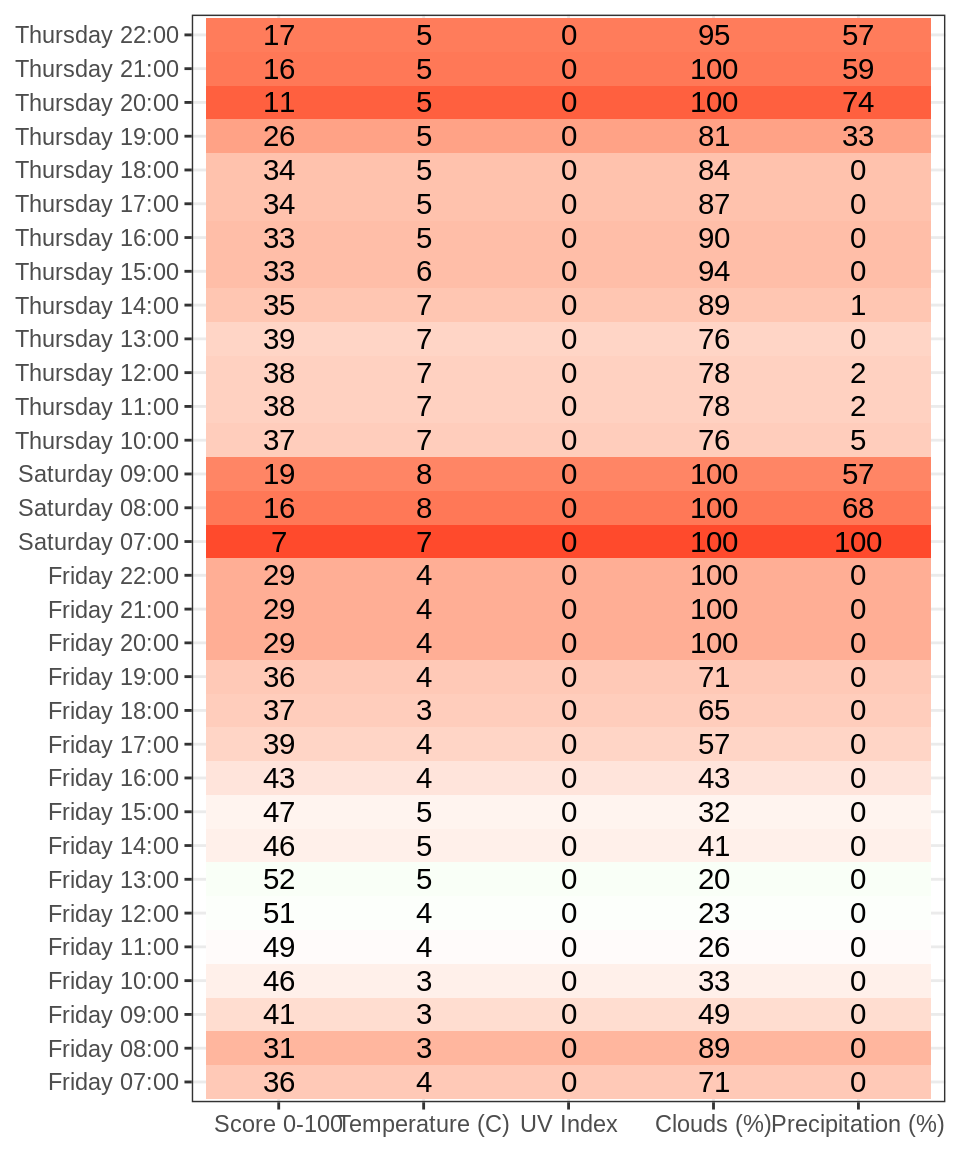 Thursday 22:00 17 5 0 95 57
Thursday 21:00 16 5 0 100 59
Thursday 20:00 11 5 0 100 74
Thursday 19:00 26 5 0 81 33
Thursday 18:00 34 5 0 84 0
Thursday 17:00 34 5 0 87 0
Thursday 16:00 33 5 0 90 0
Thursday 15:00 33 6 0 94 0
Thursday 14:00 35 7 0 89 1
Thursday 13:00 39 7 0 76 0
Thursday 12:00 38 7 0 78 2
Thursday 11:00 38 7 0 78 2
Thursday 10:00 37 7 0 76 5
Saturday 09:00 19 8 0 100 57
Saturday 08:00 16 8 0 100 68
Saturday 07:00 7 7 0 100 100
Friday 22:00 29 4 0 100 0
Friday 21:00 29 4 0 100 0
Friday 20:00 29 4 0 100 0
Friday 19:00 36 4 0 71 0
Friday 18:00 37 3 0 65 0
Friday 17:00 39 4 0 57 0
Friday 16:00 43 4 0 43 0
Friday 15:00 47 5 0 32 0
Friday 14:00 46 5 0 41 0
Friday 13:00 52 5 0 20 0
Friday 12:00 51 4 0 23 0
Friday 11:00 49 4 0 26 0
Friday 10:00 46 3 0 33 0
Friday 09:00 41 3 0 49 0
Friday 08:00 31 3 0 89 0
Friday 07:00 36 4 0 71 0
Score 0-100 Temperature (C) UV Index Clouds (%) Precipitation (%)